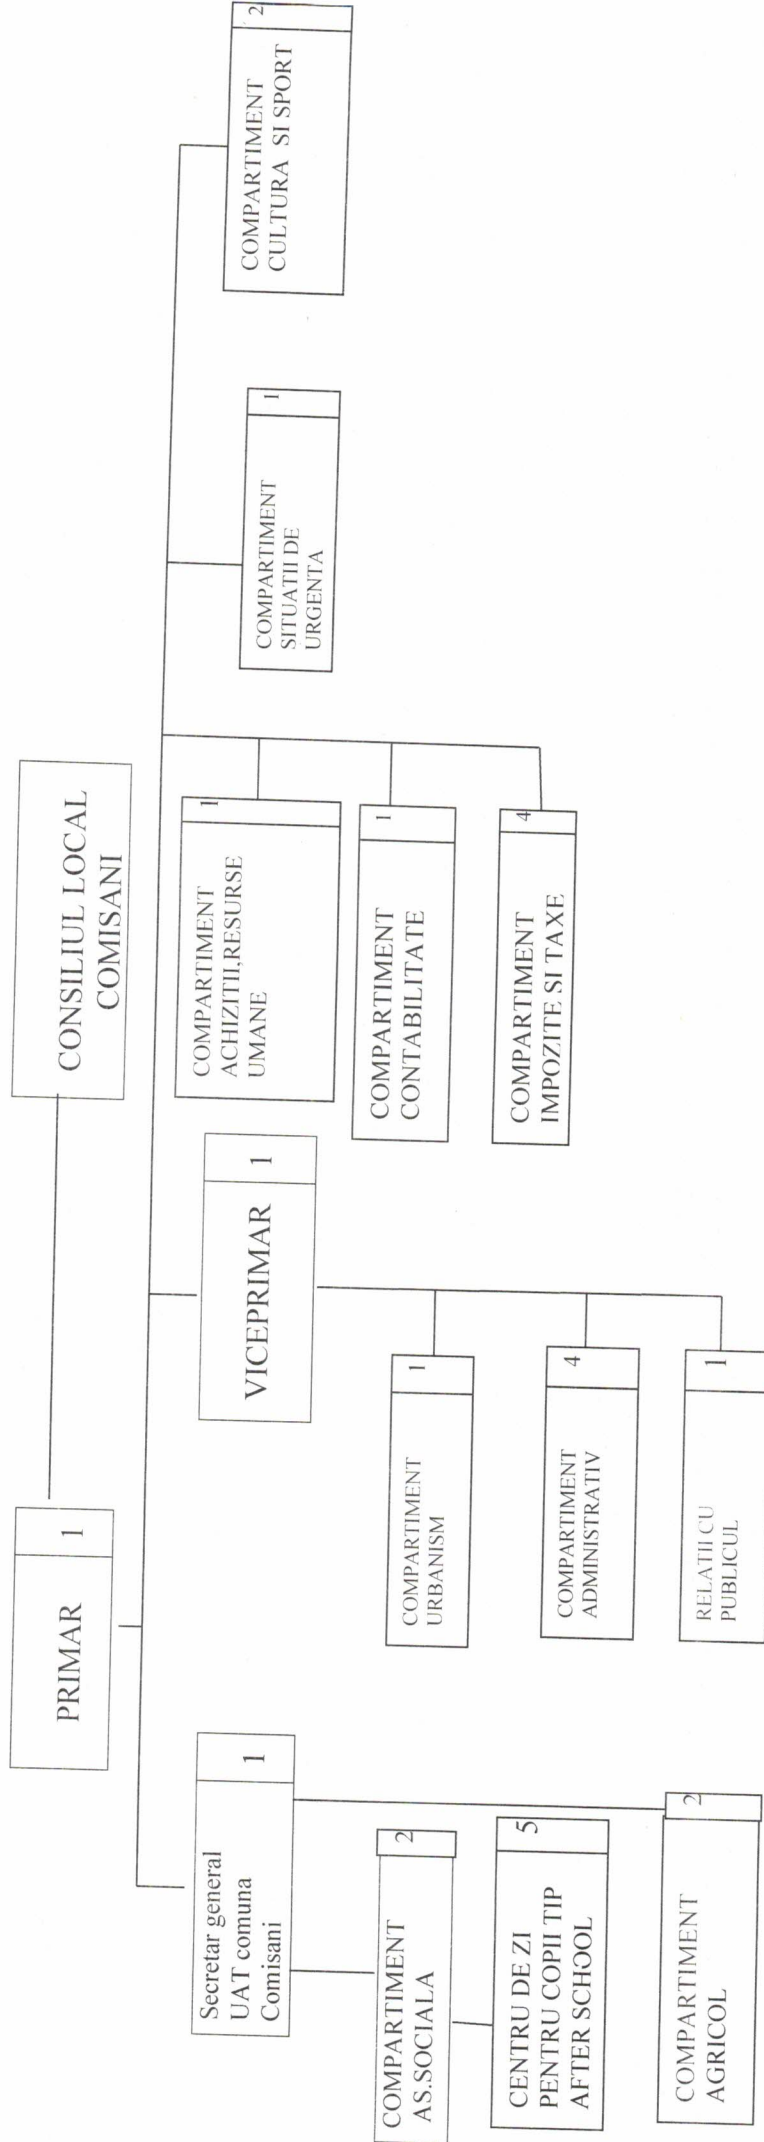 CONSILIUL LOCAL
COMISANI
PRIMAR 1
Secretar general
UAT comuna
Comisani
1
VICEPRIMAR 1
COMPARTIMENT
ACHIZITII,RESURSE
UMANE
1
COMPARTIMENT
CONTABILITATE
1
COMPARTIMENT
IMPOZITE SI TAXE
4
COMPARTIMENT
SITUATII DE
URGENTA
1
COMPARTIMENT
CULTURA SI SPORT
2
COMPARTIMENT
AS.SOCIALA
2
CENTRU DE ZI
PENTRU COPII TIP
AFTER SCHOOL
5
COMPARTIMENT
AGRICOL
2
COMPARTIMENT
URBANISM
1
COMPARTIMENT
ADMINISTRATIV
4
RELATII CU
PUBLICUL
1